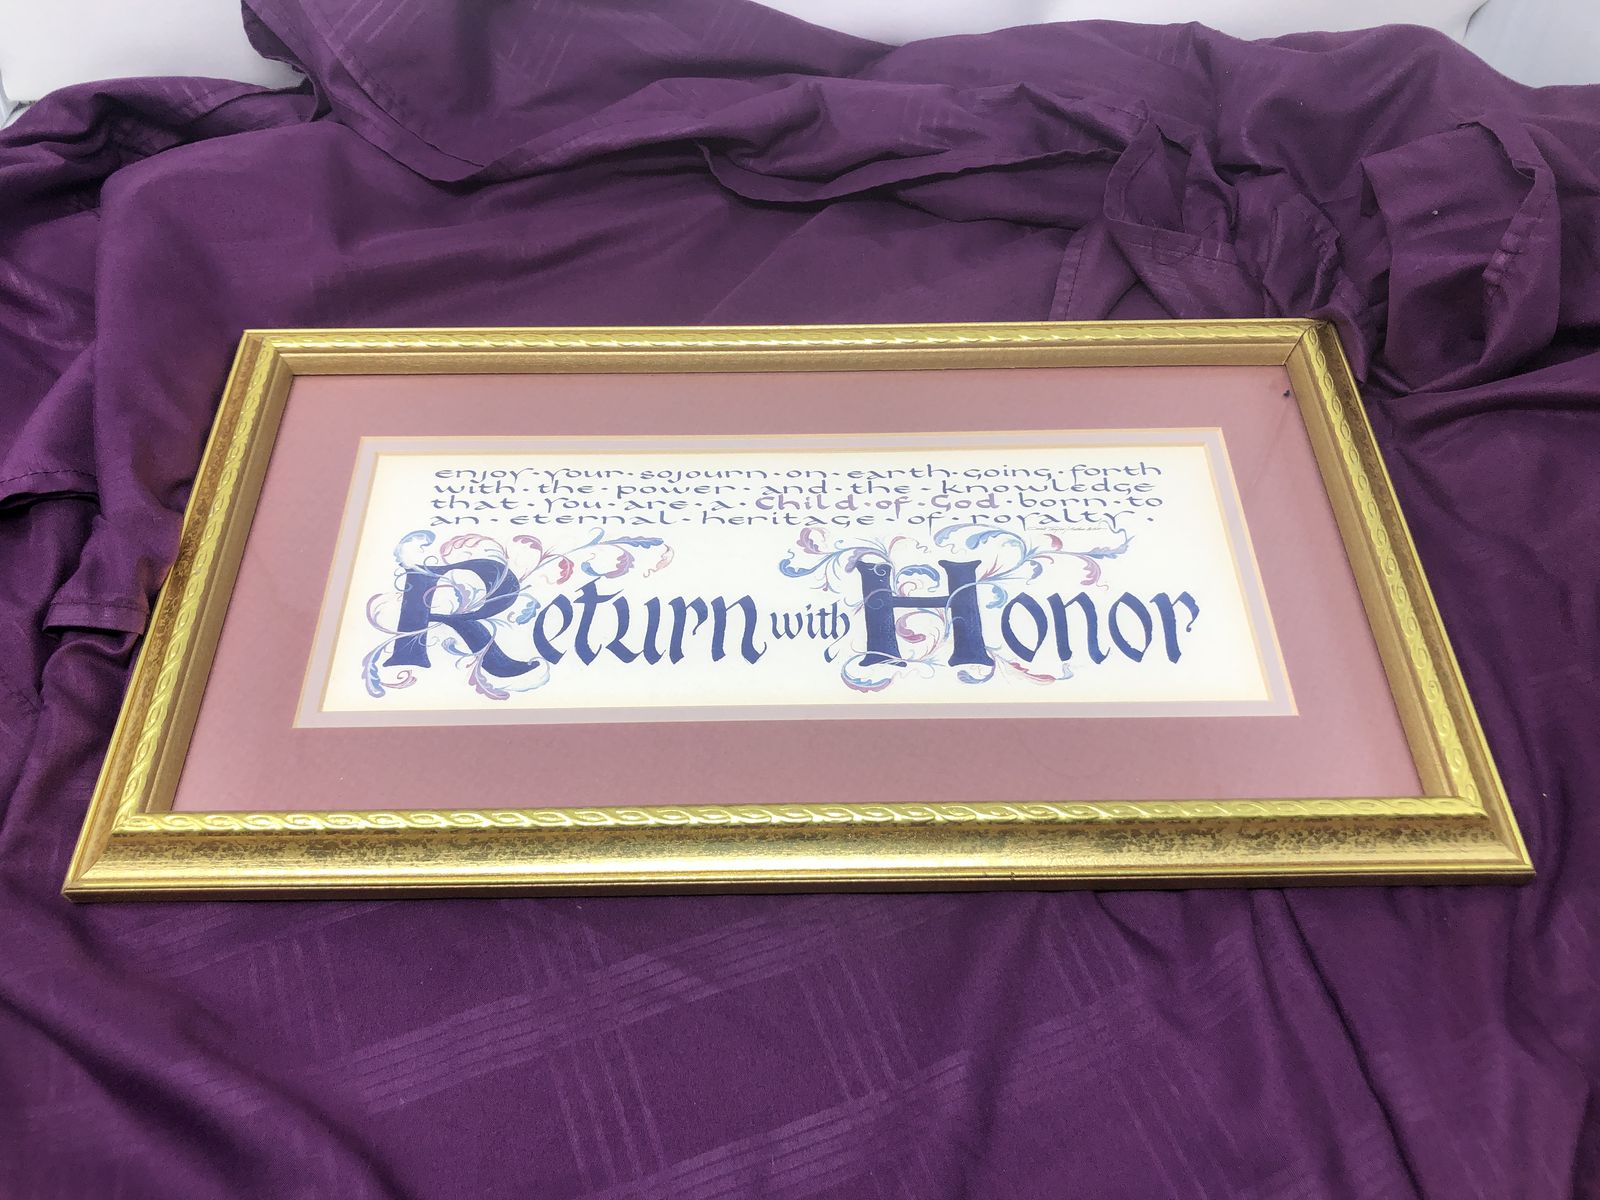 enjoy·your·sojourn·on·earth·going·forth
with·the·power·and·the·knowledge
that·you·are·a·Child·of·God·born·to
an·eternal·heritage·of·royalty·
Return with Honor